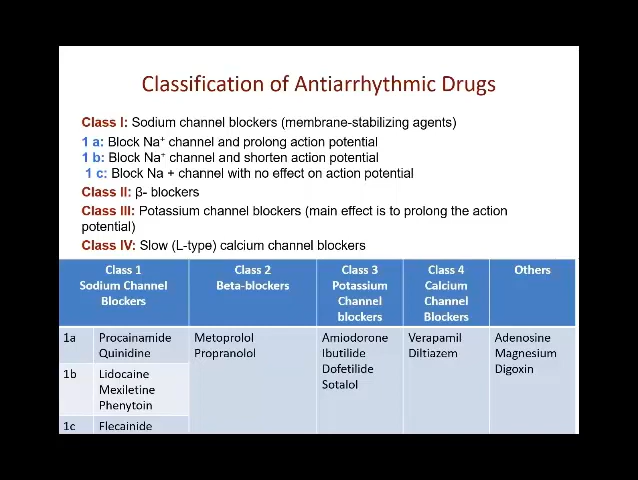 Classification of Antiarrhythmic Drugs
Class I: Sodium channel blockers (membrane-stabilizing agents)
1 a: Block Na⁺ channel and prolong action potential
1 b: Block Na⁺ channel and shorten action potential
1 c: Block Na + channel with no effect on action potential
Class II: β- blockers
Class III: Potassium channel blockers (main effect is to prolong the action
potential)
Class IV: Slow (L-type) calcium channel blockers
Class 1
Sodium Channel
Blockers
Class 2
Beta-blockers
Class 3
Potassium
Channel
blockers
Class 4
Calcium
Channel
Blockers
Others
1a
Procainamide
Quinidine
Metoprolol
Propranolol
Amiodorone
Ibutilide
Dofetilide
Sotalol
Verapamil
Diltiazem
Adenosine
Magnesium
Digoxin
1b
Lidocaine
Mexiletine
Phenytoin
1c
Flecainide